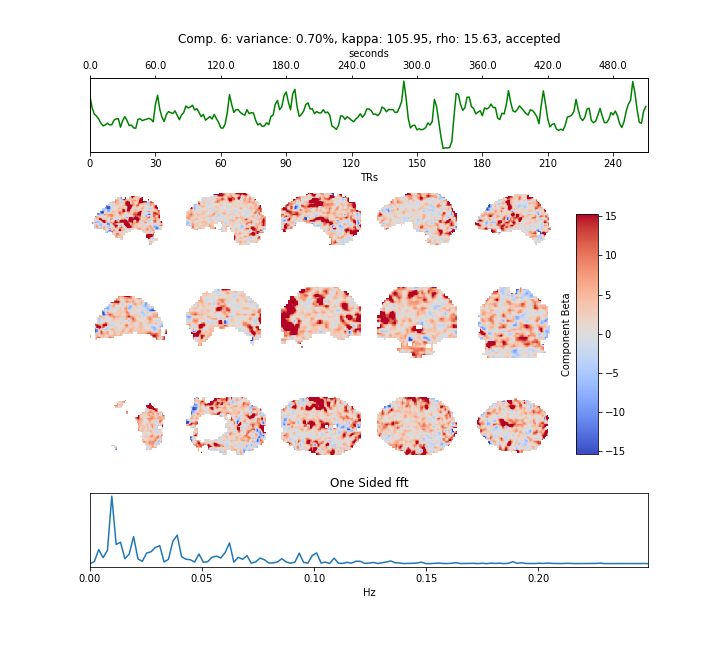 Comp. 6: variance: 0.70%, kappa: 105.95, rho: 15.63, accepted
seconds
0.0 60.0 120.0 180.0 240.0 300.0 360.0 420.0 480.0
0 30 60 90 120 150 180 210 240
TRs
15
10
5
0
−5
−10
−15
Component Beta
One Sided fft
0.00 0.05 0.10 0.15 0.20
Hz